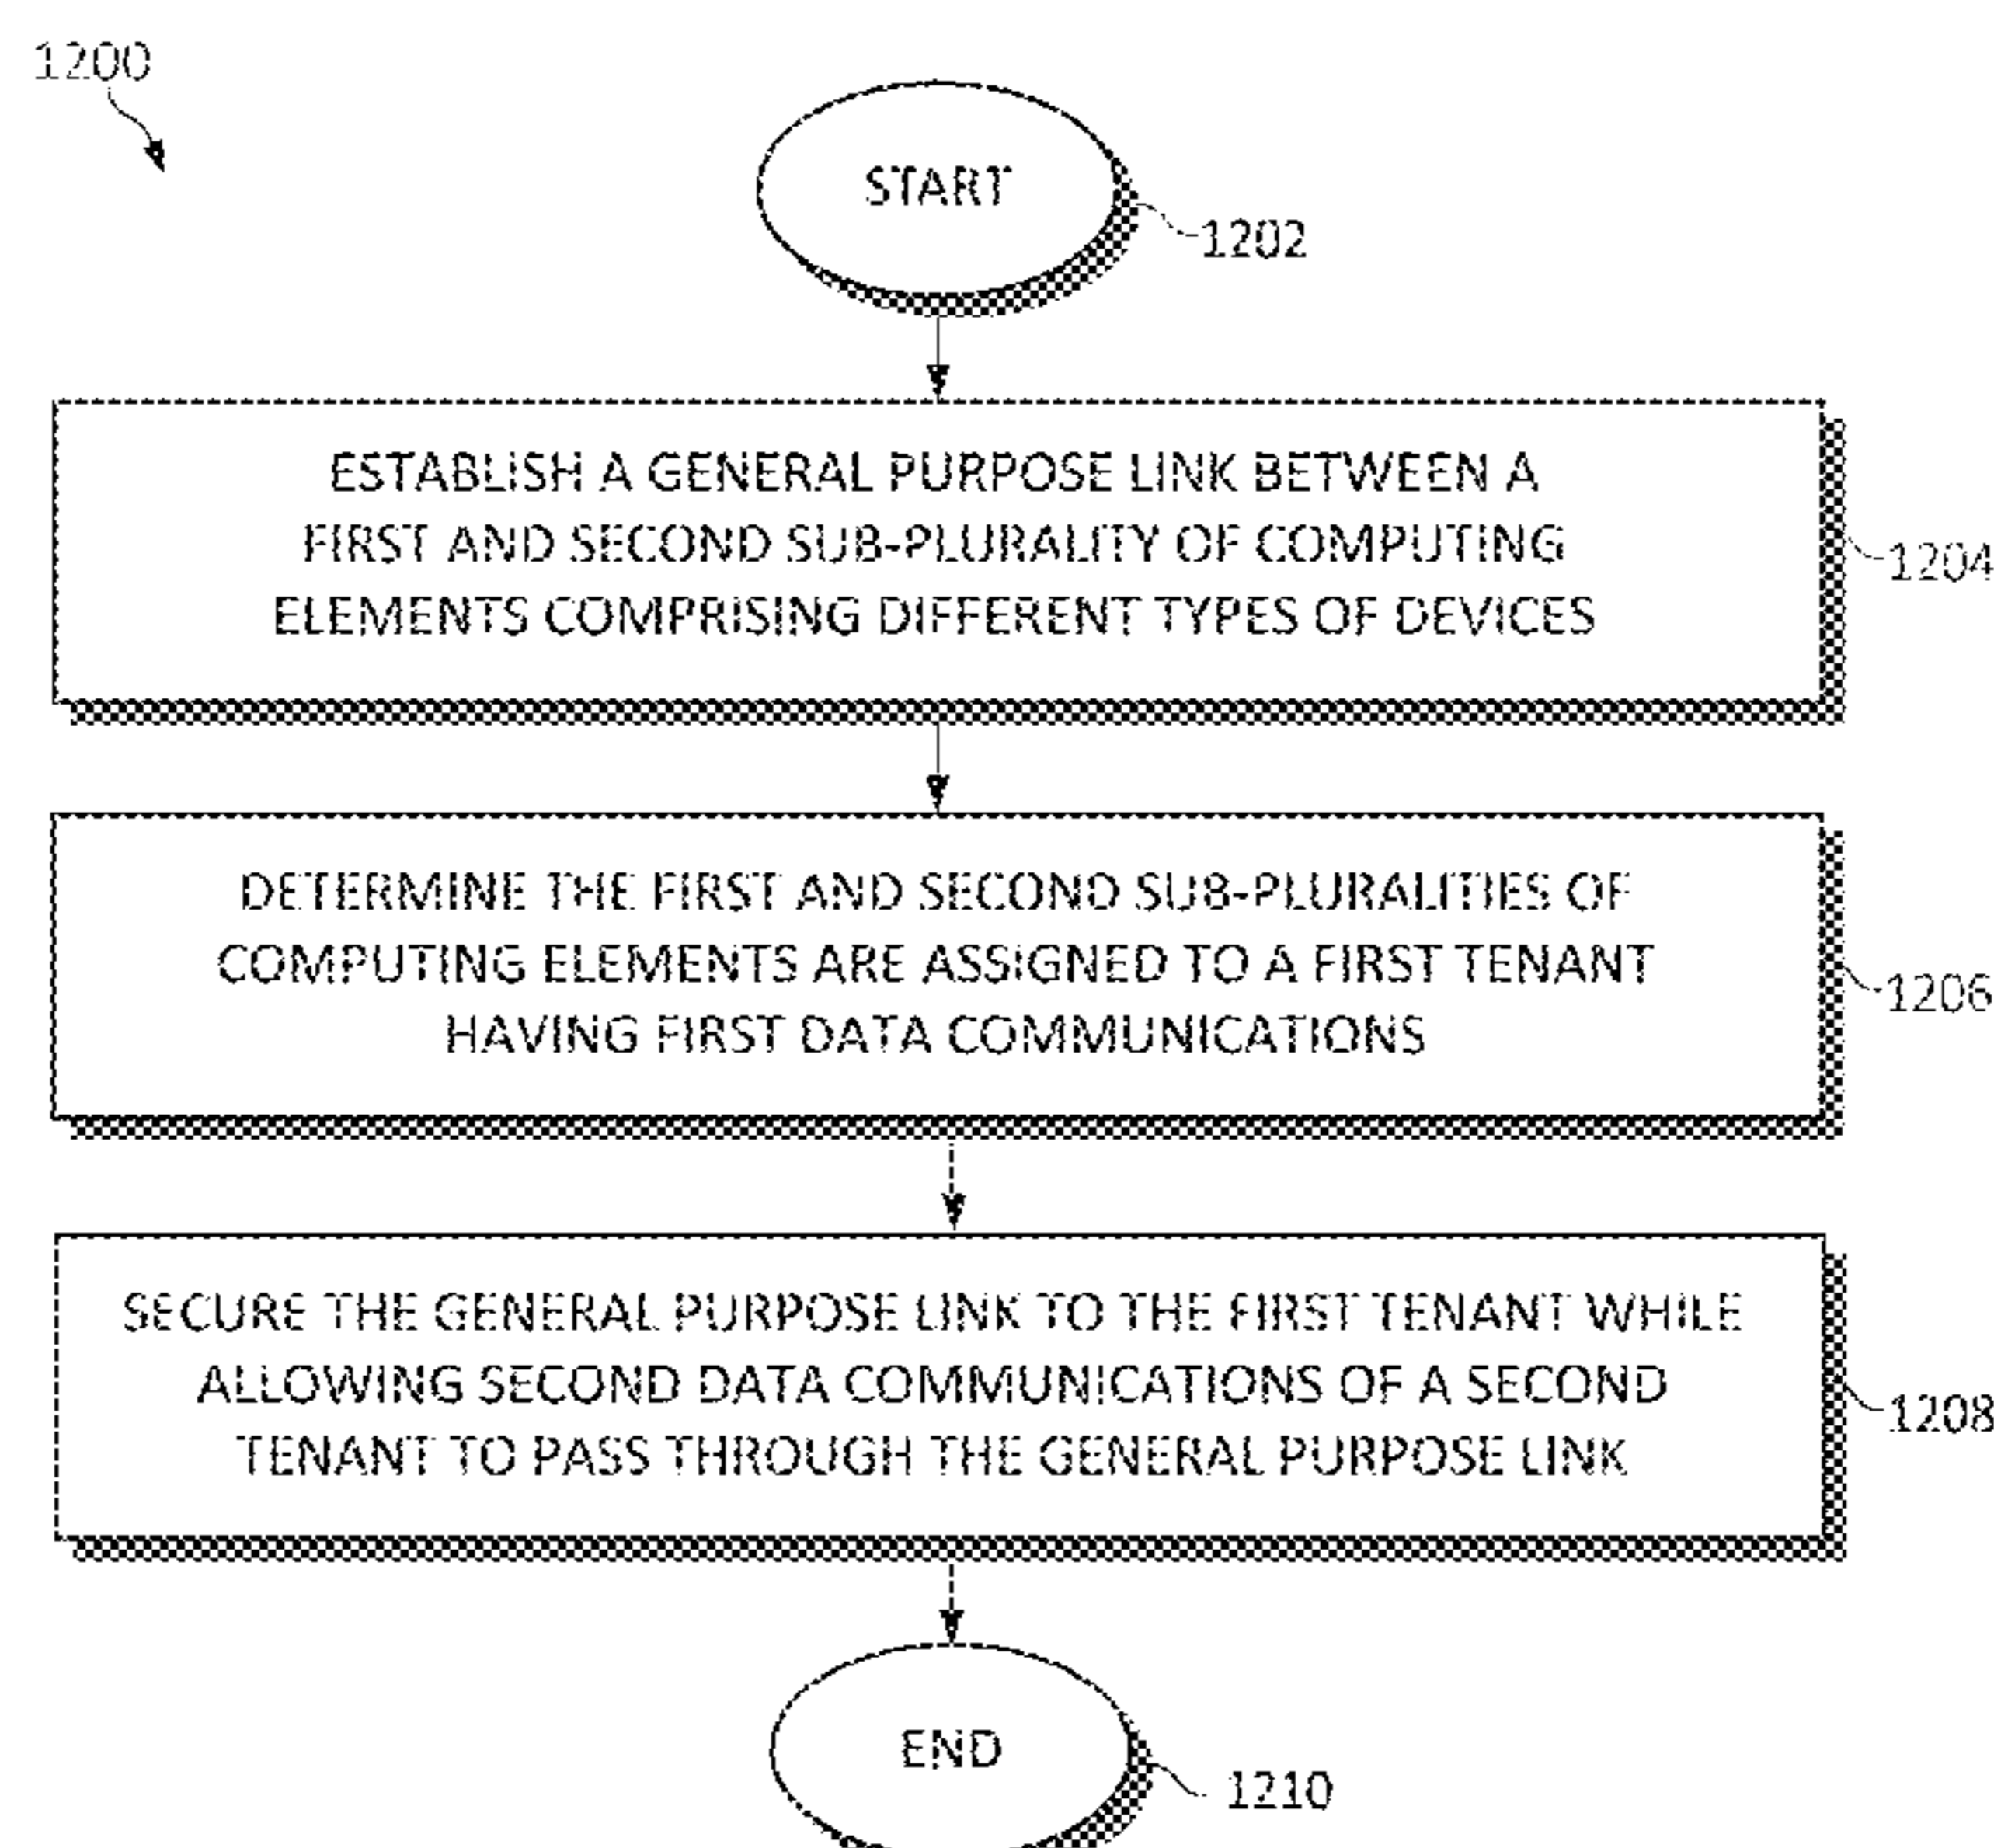 1200
START
1202
ESTABLISH A GENERAL PURPOSE LINK BETWEEN A
FIRST AND SECOND SUB-PLURALITY OF COMPUTING
ELEMENTS COMPRISING DIFFERENT TYPES OF DEVICES
1204
DETERMINE THE FIRST AND SECOND SUB-PLURALITIES OF
COMPUTING ELEMENTS ARE ASSIGNED TO A FIRST TENANT
HAVING FIRST DATA COMMUNICATIONS
1206
SECURE THE GENERAL PURPOSE LINK TO THE FIRST TENANT WHILE
ALLOWING SECOND DATA COMMUNICATIONS OF A SECOND
TENANT TO PASS THROUGH THE GENERAL PURPOSE LINK
1208
END
1210